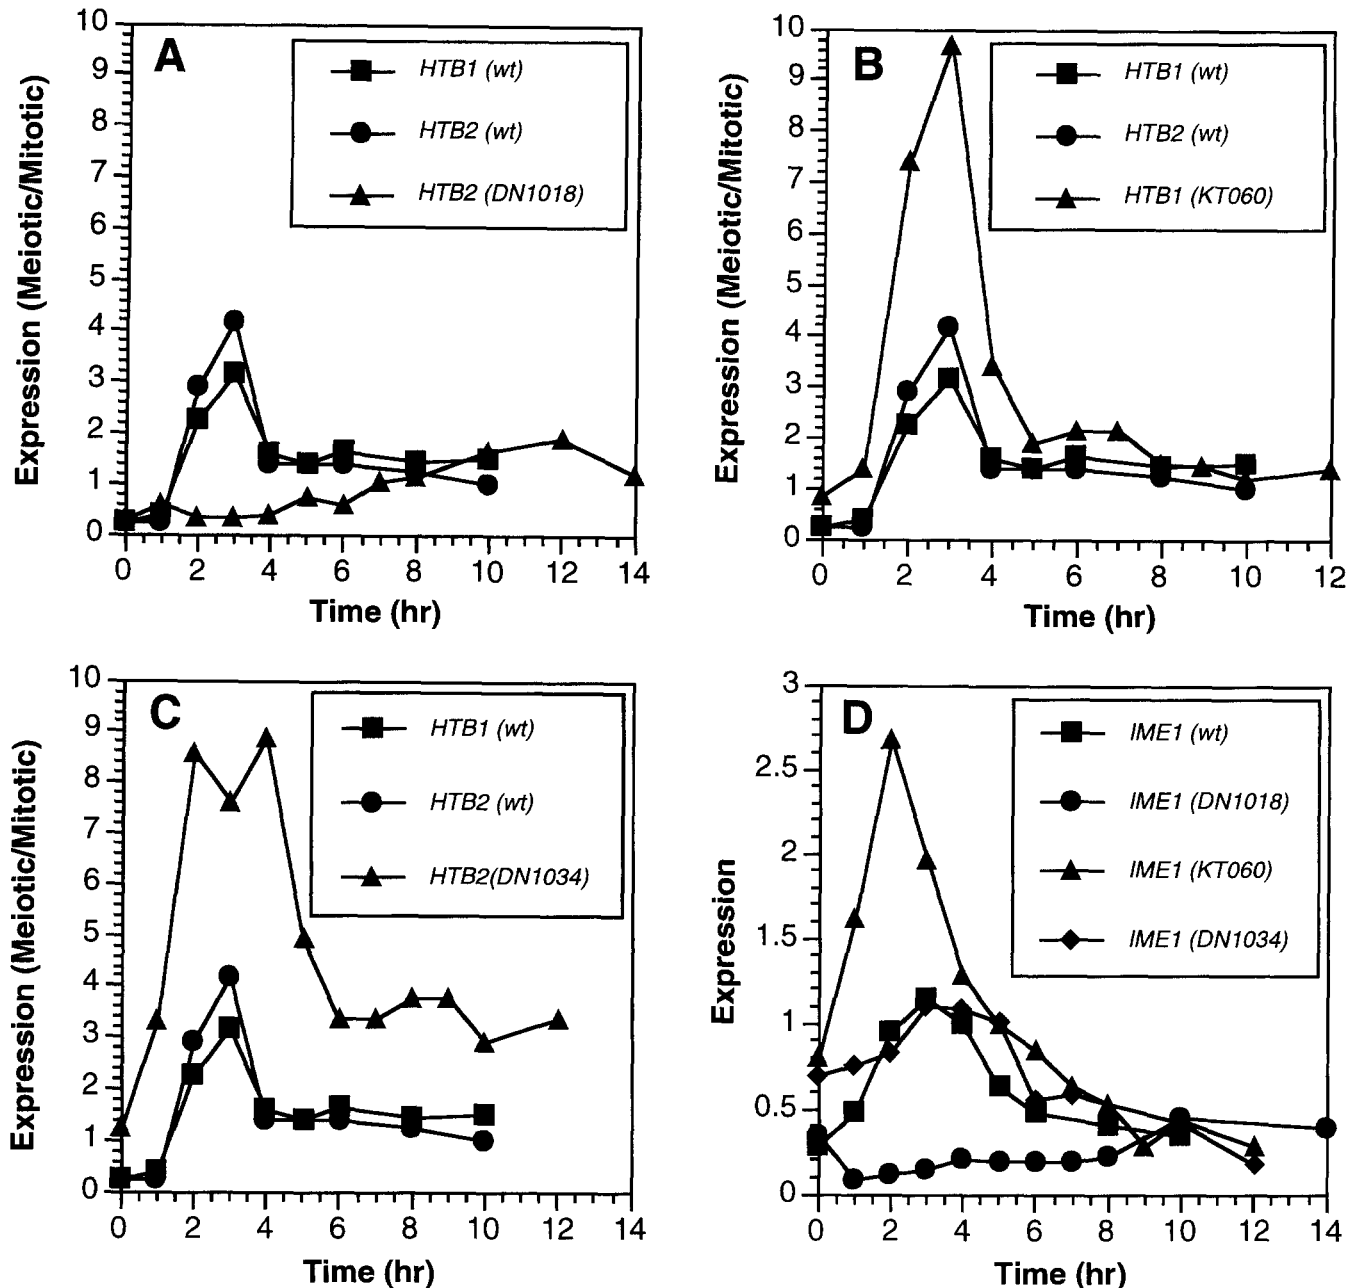 A
HTB1 (wt)
HTB2 (wt)
HTB2 (DN1018)
Expression (Meiotic/Mitotic)
10
9
8
7
6
5
4
3
2
1
0
0 2 4 6 8 10 12 14
Time (hr)
B
HTB1 (wt)
HTB2 (wt)
HTB1 (KT060)
Expression (Meiotic/Mitotic)
10
9
8
7
6
5
4
3
2
1
0
0 2 4 6 8 10 12
Time (hr)
C
HTB1 (wt)
HTB2 (wt)
HTB2(DN1034)
Expression (Meiotic/Mitotic)
10
9
8
7
6
5
4
3
2
1
0
0 2 4 6 8 10 12 14
Time (hr)
D
IME1 (wt)
IME1 (DN1018)
IME1 (KT060)
IME1 (DN1034)
Expression
3
2.5
2
1.5
1
0.5
0
0 2 4 6 8 10 12 14
Time (hr)